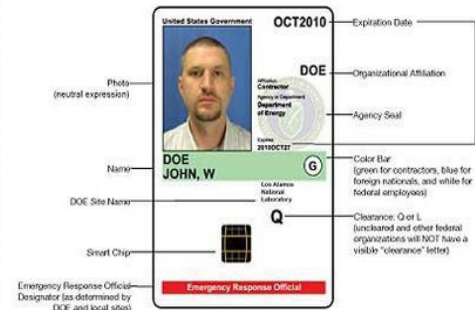 United States Government
OCT2010
Expiration Date
DOE
Organizational Affiliation
Photo
(neutral expression)
Affiliation
Contractor
Agency or Department
Department
of Energy
Agency Seal
Expires
2010OCT27
Name
DOE
JOHN, W
G
Color Bar
(green for contractors, blue for
foreign nationals, and white for
federal employees)
DOE Site Name
Los Alamos
National
Laboratory
Q
Clearance: Q or L
(uncleared and other federal
organizations will NOT have a
visible "clearance" letter)
Smart Chip
Emergency Response Official
Designator (as determined by
DOE and local sites)
Emergency Response Official